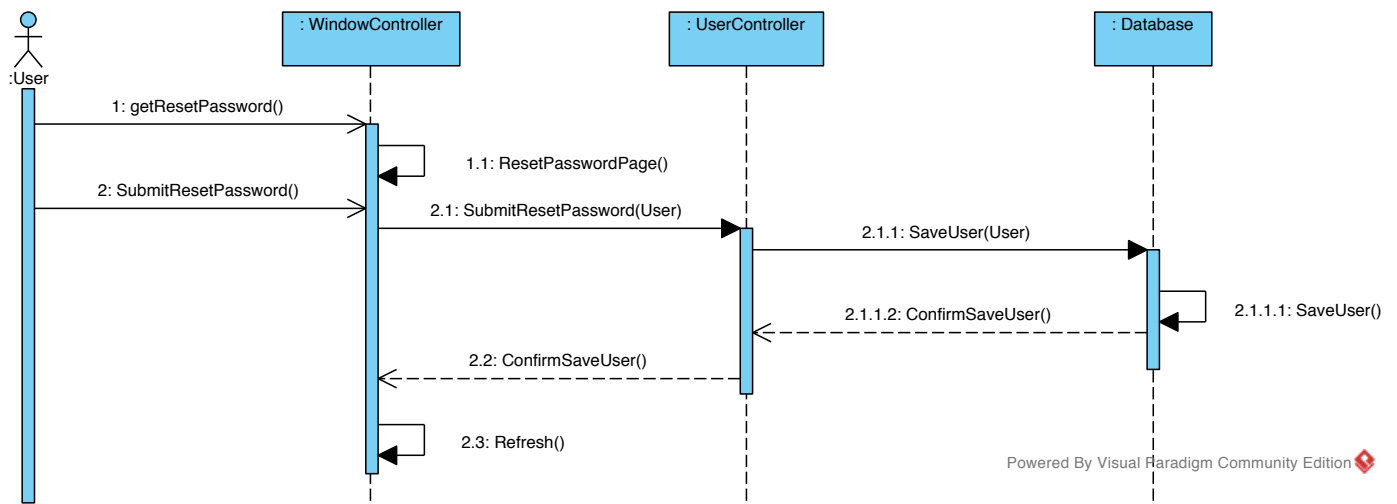 : WindowController
: UserController
: Database
:User
1: getResetPassword()
1.1: ResetPasswordPage()
2: SubmitResetPassword()
2.1: SubmitResetPassword(User)
2.1.1: SaveUser(User)
2.1.1.1: SaveUser()
2.1.1.2: ConfirmSaveUser()
2.2: ConfirmSaveUser()
2.3: Refresh()
Powered By Visual Paradigm Community Edition